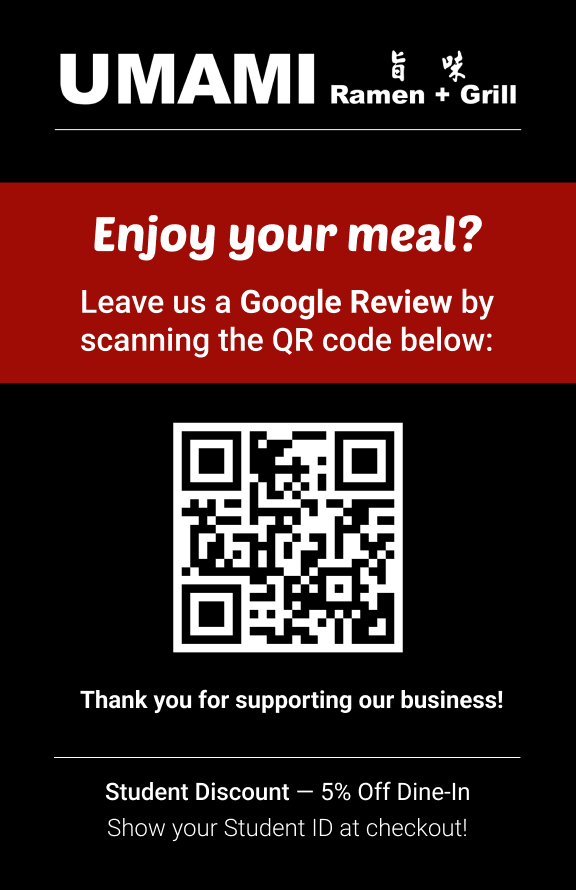 UMAMI 旨 味
Ramen + Grill
Enjoy your meal?
Leave us a Google Review by
scanning the QR code below:
Thank you for supporting our business!
Student Discount — 5% Off Dine-In
Show your Student ID at checkout!